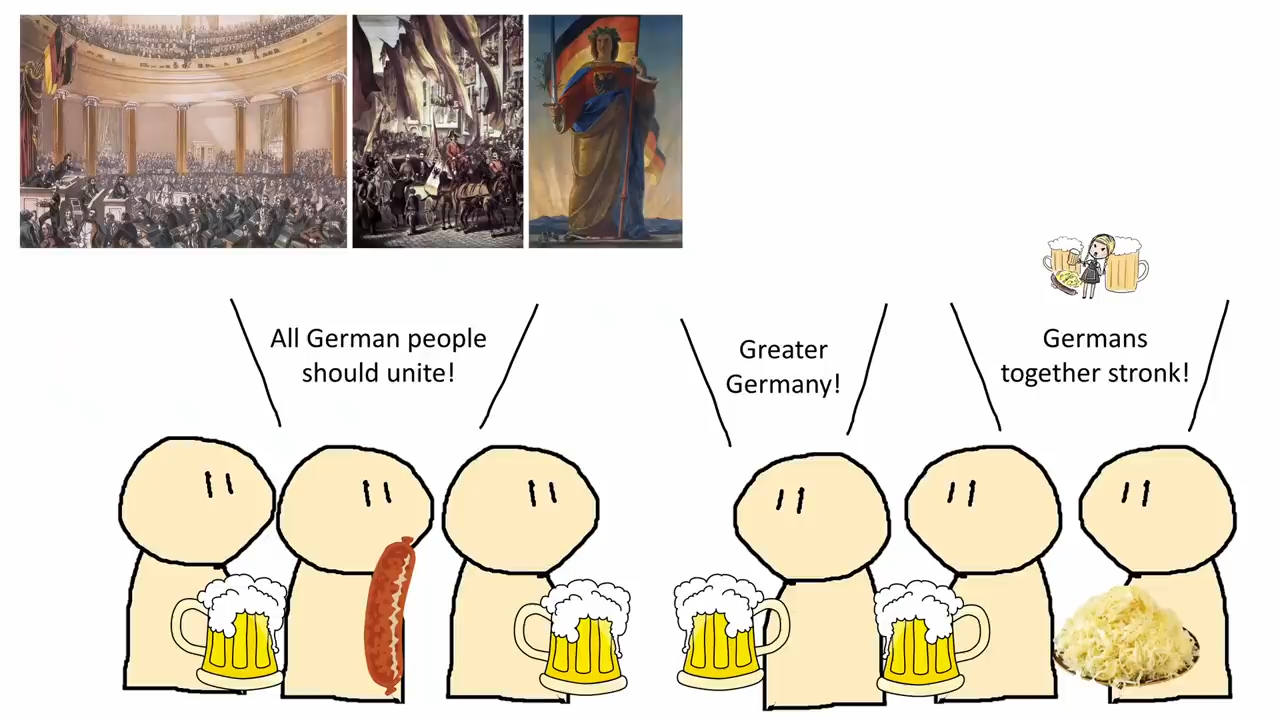 All German people
should unite!
Greater
Germany!
Germans
together stronk!